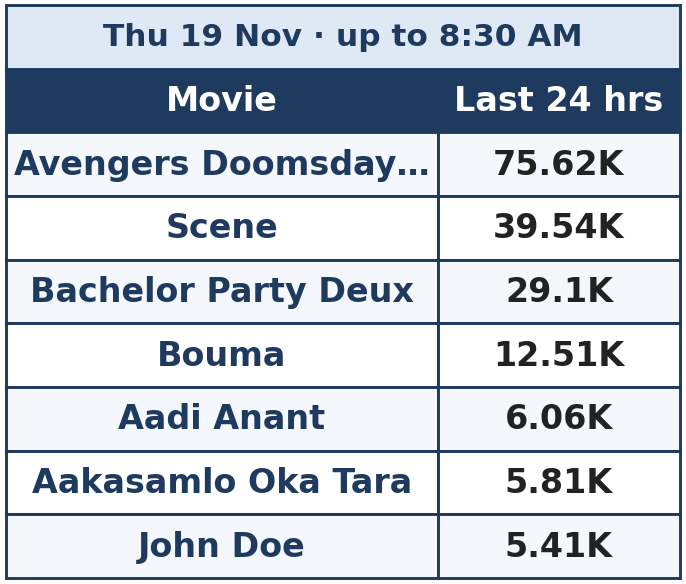 Thu 19 Nov · up to 8:30 AM
Movie Last 24 hrs
Avengers Doomsday... 75.62K
Scene 39.54K
Bachelor Party Deux 29.1K
Bouma 12.51K
Aadi Anant 6.06K
Aakasamlo Oka Tara 5.81K
John Doe 5.41K